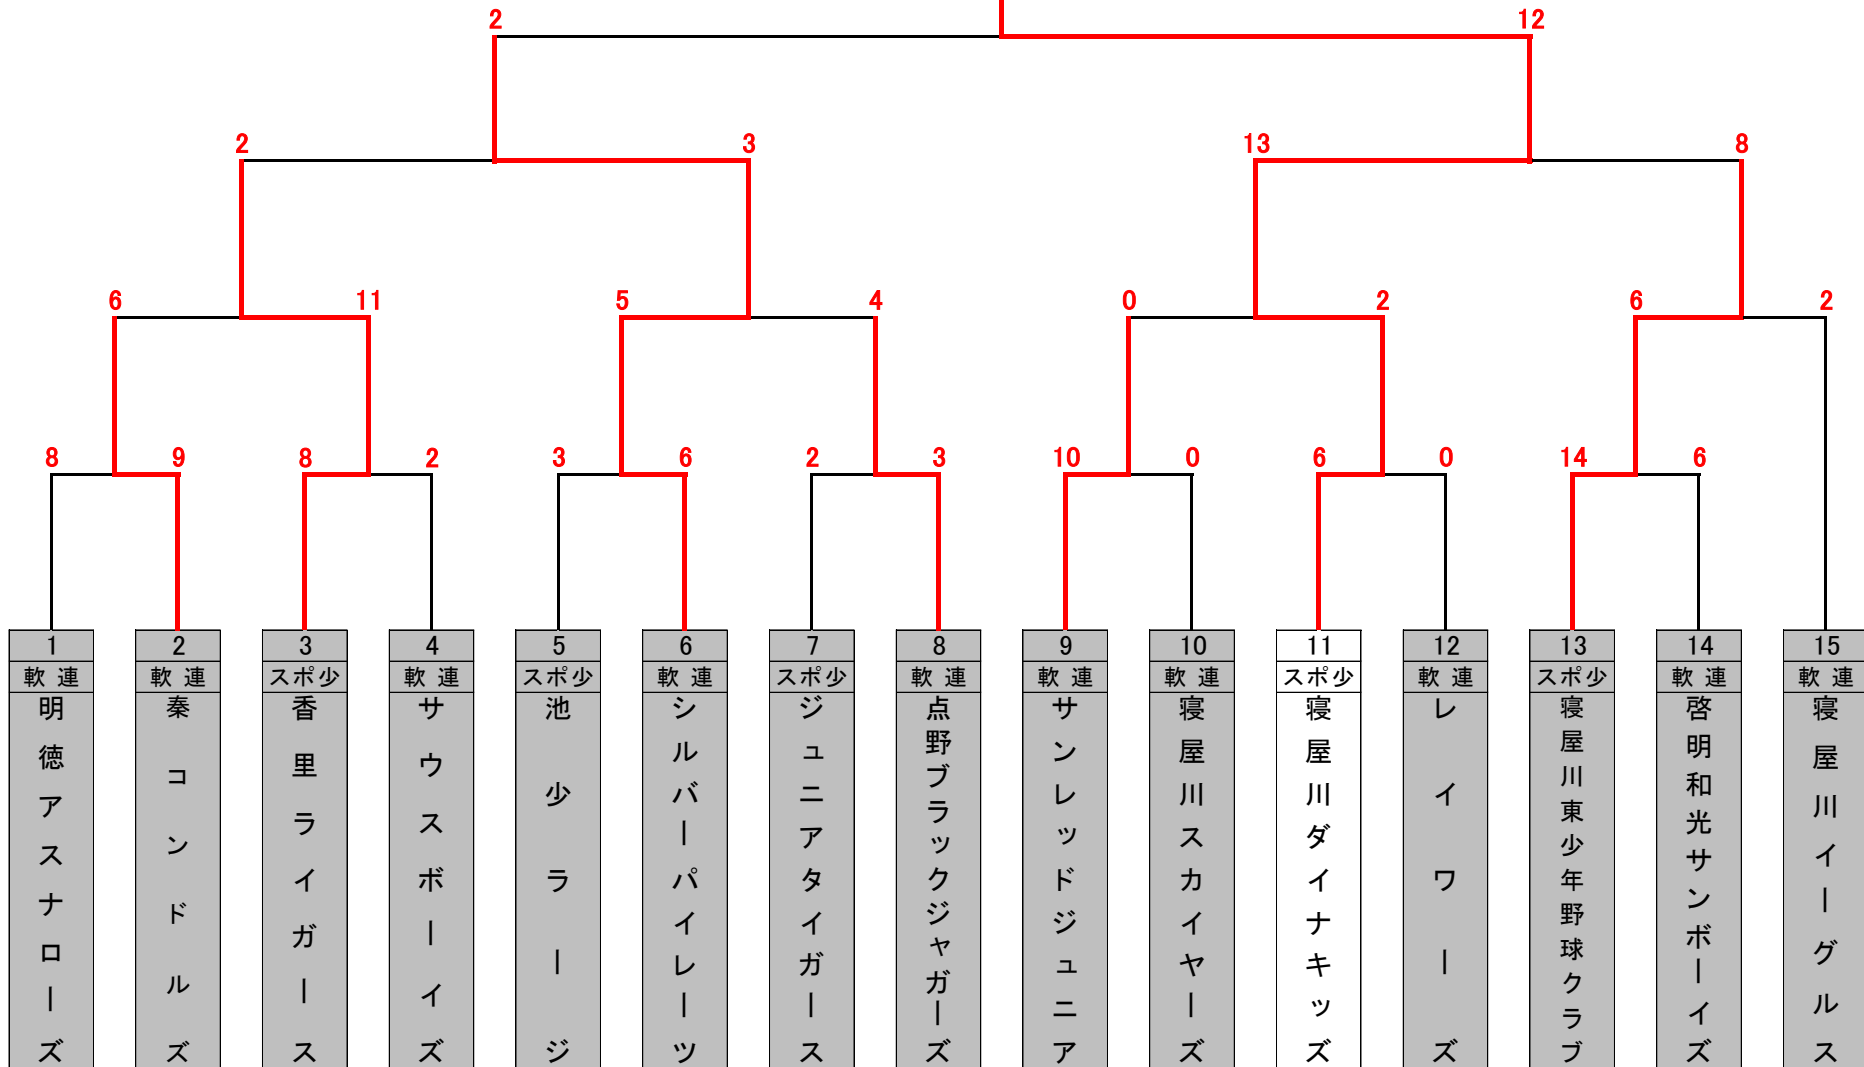 2 12
2 3 13 8
6 11 5 4 0 2 6 2
8 9 8 2 3 6 2 3 10 0 6 0 14 6
1 2 3 4 5 6 7 8 9 10 11 12 13 14 15
軟連 軟連 スポ少 軟連 スポ少 軟連 スポ少 軟連 軟連 軟連 スポ少 軟連 スポ少 軟連 軟連
明徳アスナローズ
秦コンドルズ
香里ライガース
サウスボーイズ
池少ラージ
シルバーパイレーツ
ジュニアタイガース
点野ブラックジャガーズ
サンレッドジュニア
寝屋川スカイヤーズ
寝屋川ダイナキッズ
レイワーズ
寝屋川東少年野球クラブ
啓明和光サンボーイズ
寝屋川イーグルス